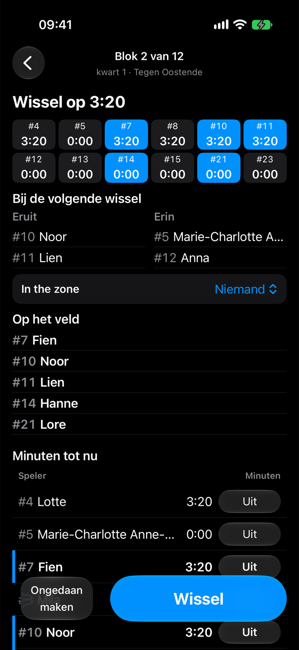 09:41
Blok 2 van 12
kwart 1 · Tegen Oostende
Wissel op 3:20
#4 #5 #7 #8 #10 #11
3:20 0:00 3:20 3:20 3:20 3:20
#12 #13 #14 #15 #21 #23
0:00 0:00 0:00 0:00 0:00 0:00
Bij de volgende wissel
Eruit Erin
#10 Noor #5 Marie-Charlotte A...
#11 Lien #12 Anna
In the zone Niemand
Op het veld
#7 Fien
#10 Noor
#11 Lien
#14 Hanne
#21 Lore
Minuten tot nu
Speler Minuten
#4 Lotte 3:20 Uit
#5 Marie-Charlotte Anne-... 0:00 Uit
#7 Fien 3:20 Uit
Ongedaan maken
Wissel
#10 Noor 3:20 Uit